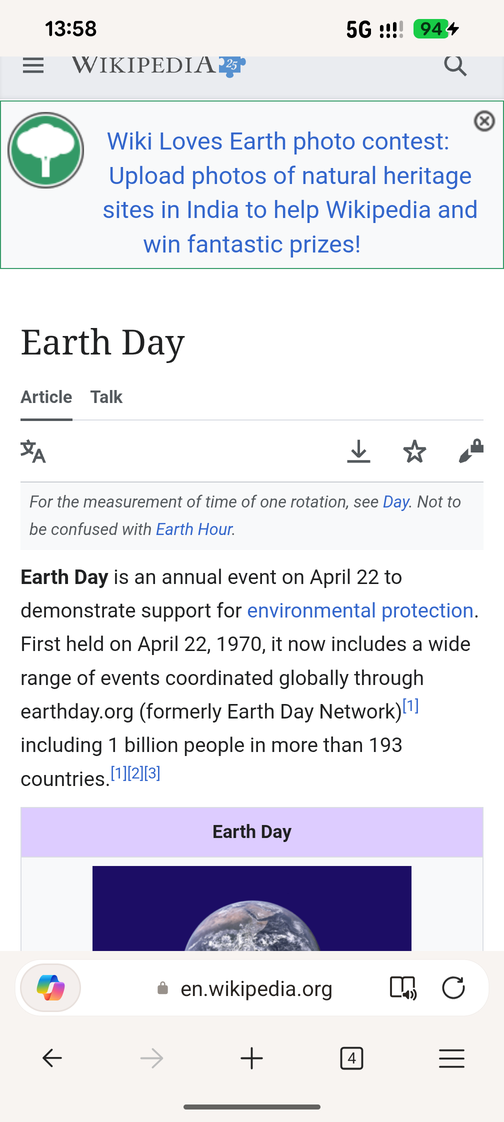 13:58
5G
94
WIKIPEDIA
25
Wiki Loves Earth photo contest:
Upload photos of natural heritage
sites in India to help Wikipedia and
win fantastic prizes!
Earth Day
Article Talk
For the measurement of time of one rotation, see Day. Not to
be confused with Earth Hour.
Earth Day is an annual event on April 22 to
demonstrate support for environmental protection.
First held on April 22, 1970, it now includes a wide
range of events coordinated globally through
earthday.org (formerly Earth Day Network)[1]
including 1 billion people in more than 193
countries.[1][2][3]
Earth Day
en.wikipedia.org
4